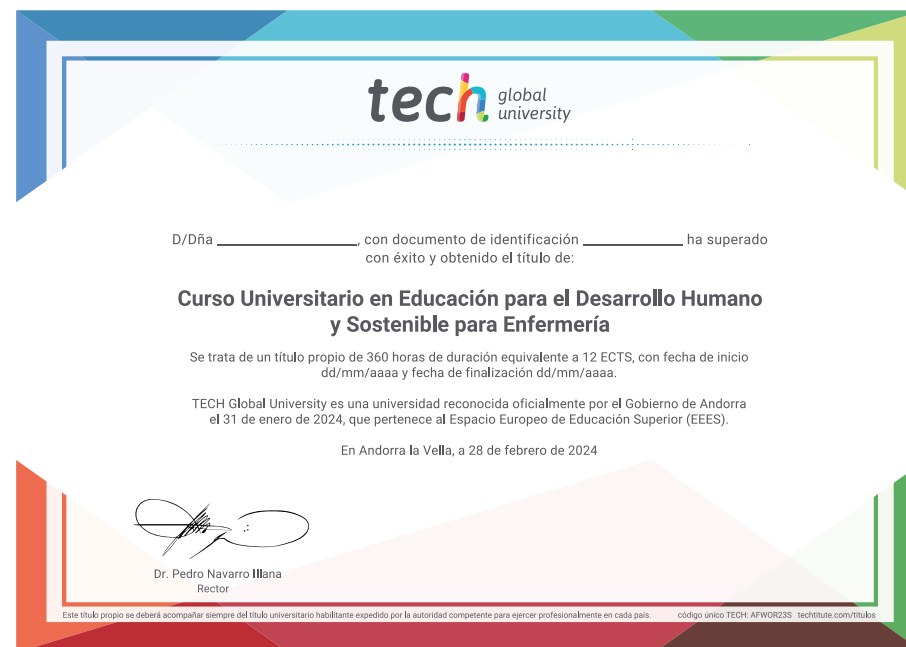 tech global university
D/Dña ____________________, con documento de identificación ______________ ha superado
con éxito y obtenido el título de:
Curso Universitario en Educación para el Desarrollo Humano
y Sostenible para Enfermería
Se trata de un título propio de 360 horas de duración equivalente a 12 ECTS, con fecha de inicio
dd/mm/aaaa y fecha de finalización dd/mm/aaaa.
TECH Global University es una universidad reconocida oficialmente por el Gobierno de Andorra
el 31 de enero de 2024, que pertenece al Espacio Europeo de Educación Superior (EEES).
En Andorra la Vella, a 28 de febrero de 2024
Dr. Pedro Navarro Illana
Rector
Este título propio se deberá acompañar siempre del título universitario habilitante expedido por la autoridad competente para ejercer profesionalmente en cada país. código único TECH: AFWOR23S techtitute.com/titulos